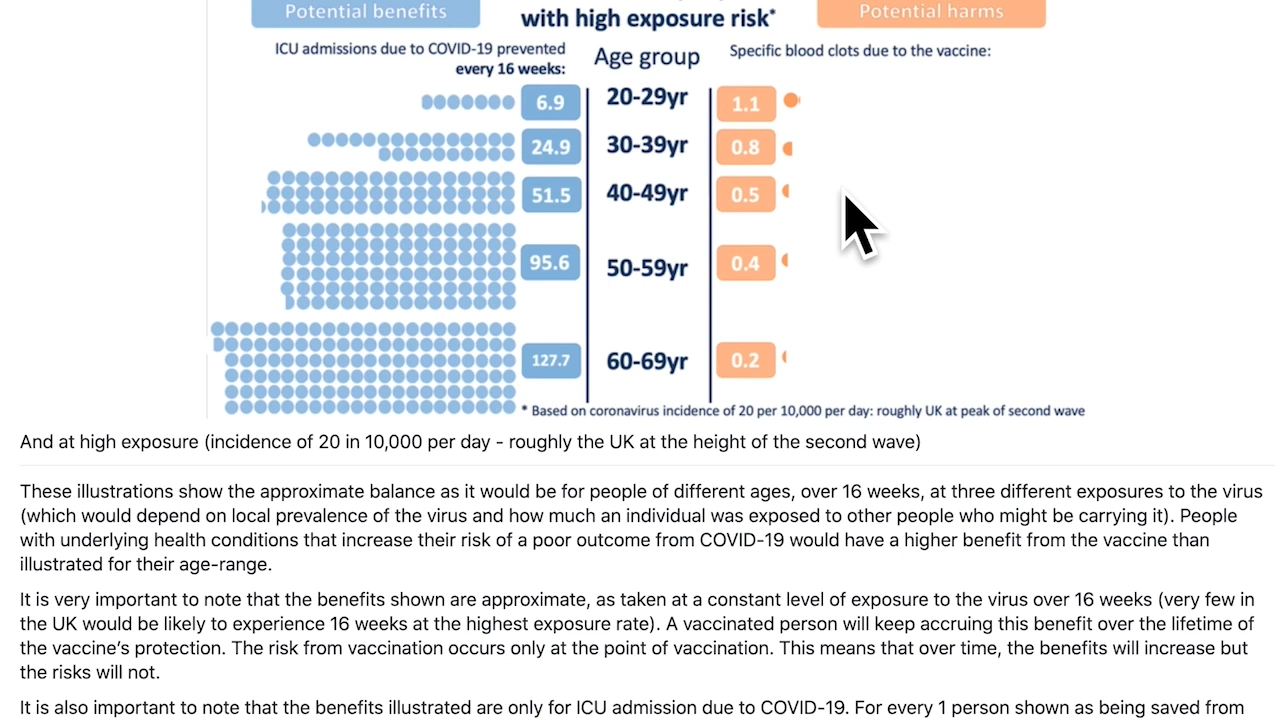 Potential benefits
with high exposure risk*
Potential harms
ICU admissions due to COVID-19 prevented
every 16 weeks:
Age group
Specific blood clots due to the vaccine:
6.9 20-29yr 1.1
24.9 30-39yr 0.8
51.5 40-49yr 0.5
95.6 50-59yr 0.4
127.7 60-69yr 0.2
* Based on coronavirus incidence of 20 per 10,000 per day: roughly UK at peak of second wave
And at high exposure (incidence of 20 in 10,000 per day - roughly the UK at the height of the second wave)
These illustrations show the approximate balance as it would be for people of different ages, over 16 weeks, at three different exposures to the virus
(which would depend on local prevalence of the virus and how much an individual was exposed to other people who might be carrying it). People
with underlying health conditions that increase their risk of a poor outcome from COVID-19 would have a higher benefit from the vaccine than
illustrated for their age-range.
It is very important to note that the benefits shown are approximate, as taken at a constant level of exposure to the virus over 16 weeks (very few in
the UK would be likely to experience 16 weeks at the highest exposure rate). A vaccinated person will keep accruing this benefit over the lifetime of
the vaccine's protection. The risk from vaccination occurs only at the point of vaccination. This means that over time, the benefits will increase but
the risks will not.
It is also important to note that the benefits illustrated are only for ICU admission due to COVID-19. For every 1 person shown as being saved from